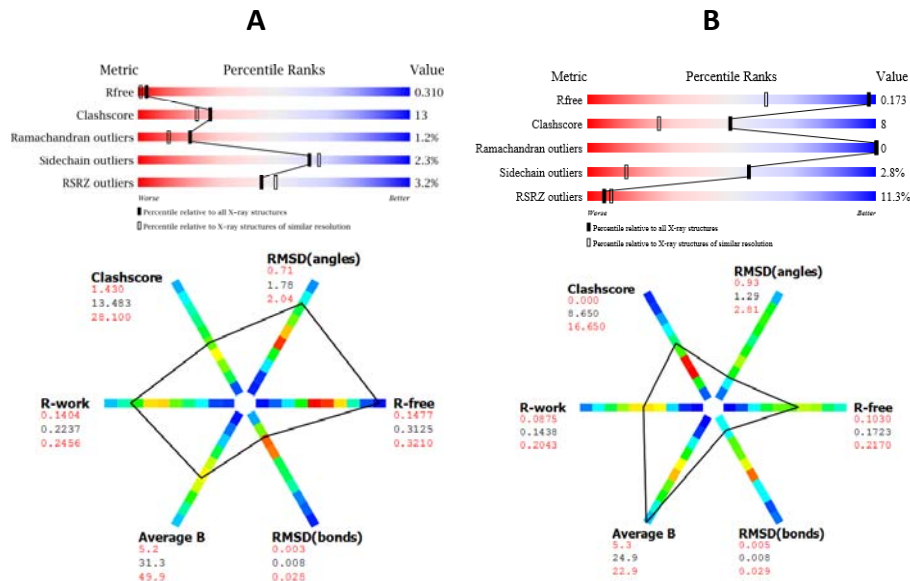 A
Metric Percentile Ranks Value
Rfree 0.310
Clashscore 13
Ramachandran outliers 1.2%
Sidechain outliers 2.3%
RSRZ outliers 3.2%
Worse Better
Percentile relative to all X-ray structures
Percentile relative to X-ray structures of similar resolution
Clashscore
1.430
13.483
28.100
RMSD(angles)
0.71
1.78
2.04
R-work
0.1404
0.2237
0.2456
R-free
0.1477
0.3125
0.3210
Average B
5.2
31.3
49.9
RMSD(bonds)
0.003
0.008
0.028
B
Metric Percentile Ranks Value
Rfree 0.173
Clashscore 8
Ramachandran outliers 0
Sidechain outliers 2.8%
RSRZ outliers 11.3%
Worse Better
Percentile relative to all X-ray structures
Percentile relative to X-ray structures of similar resolution
Clashscore
0.000
8.650
16.650
RMSD(angles)
0.93
1.29
2.81
R-work
0.0875
0.1438
0.2043
R-free
0.1030
0.1723
0.2170
Average B
5.3
24.9
22.9
RMSD(bonds)
0.005
0.008
0.029